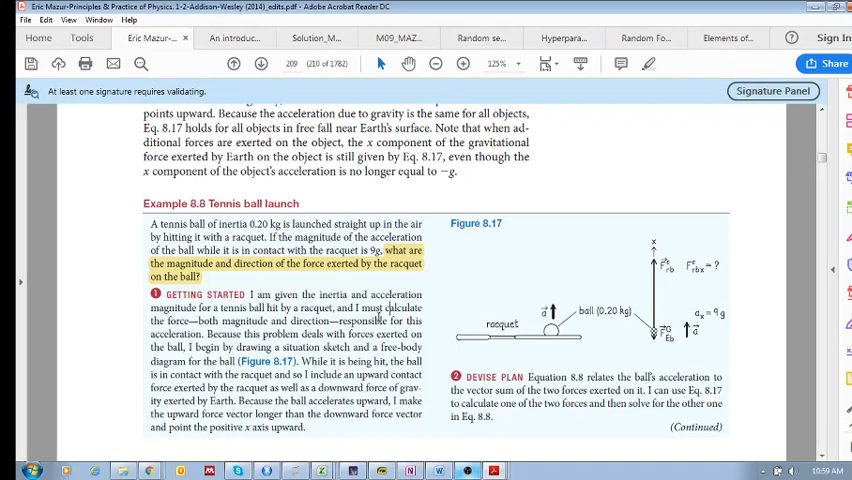 Eric Mazur-Principles & Practice of Physics. 1-2-Addison-Wesley (2014)_edits.pdf - Adobe Acrobat Reader DC
File Edit View Window Help
Home Tools Eric Mazur-... × An introduc... Solution_M... M09_MAZ... Random se... Hyperpara... Random Fo... Elements of... Sign In
209 (210 of 1782) 125% Share
At least one signature requires validating. Signature Panel
points upward. Because the acceleration due to gravity is the same for all objects,
Eq. 8.17 holds for all objects in free fall near Earth's surface. Note that when ad-
ditional forces are exerted on the object, the x component of the gravitational
force exerted by Earth on the object is still given by Eq. 8.17, even though the
x component of the object's acceleration is no longer equal to −g.
Example 8.8 Tennis ball launch
A tennis ball of inertia 0.20 kg is launched straight up in the air
by hitting it with a racquet. If the magnitude of the acceleration
of the ball while it is in contact with the racquet is 9g, what are
the magnitude and direction of the force exerted by the racquet
on the ball?
1 GETTING STARTED I am given the inertia and acceleration
magnitude for a tennis ball hit by a racquet, and I must calculate
the force—both magnitude and direction—responsible for this
acceleration. Because this problem deals with forces exerted on
the ball, I begin by drawing a situation sketch and a free-body
diagram for the ball (Figure 8.17). While it is being hit, the ball
is in contact with the racquet and so I include an upward contact
force exerted by the racquet as well as a downward force of grav-
ity exerted by Earth. Because the ball accelerates upward, I make
the upward force vector longer than the downward force vector
and point the positive x axis upward.
Figure 8.17
x
F⃗ᶜrb Fᶜrbx = ?
a⃗ ball (0.20 kg) ax = 9g
racquet
F⃗ᴳEb a⃗
2 DEVISE PLAN Equation 8.8 relates the ball's acceleration to
the vector sum of the two forces exerted on it. I can use Eq. 8.17
to calculate one of the two forces and then solve for the other one
in Eq. 8.8.
(Continued)
10:59 AM